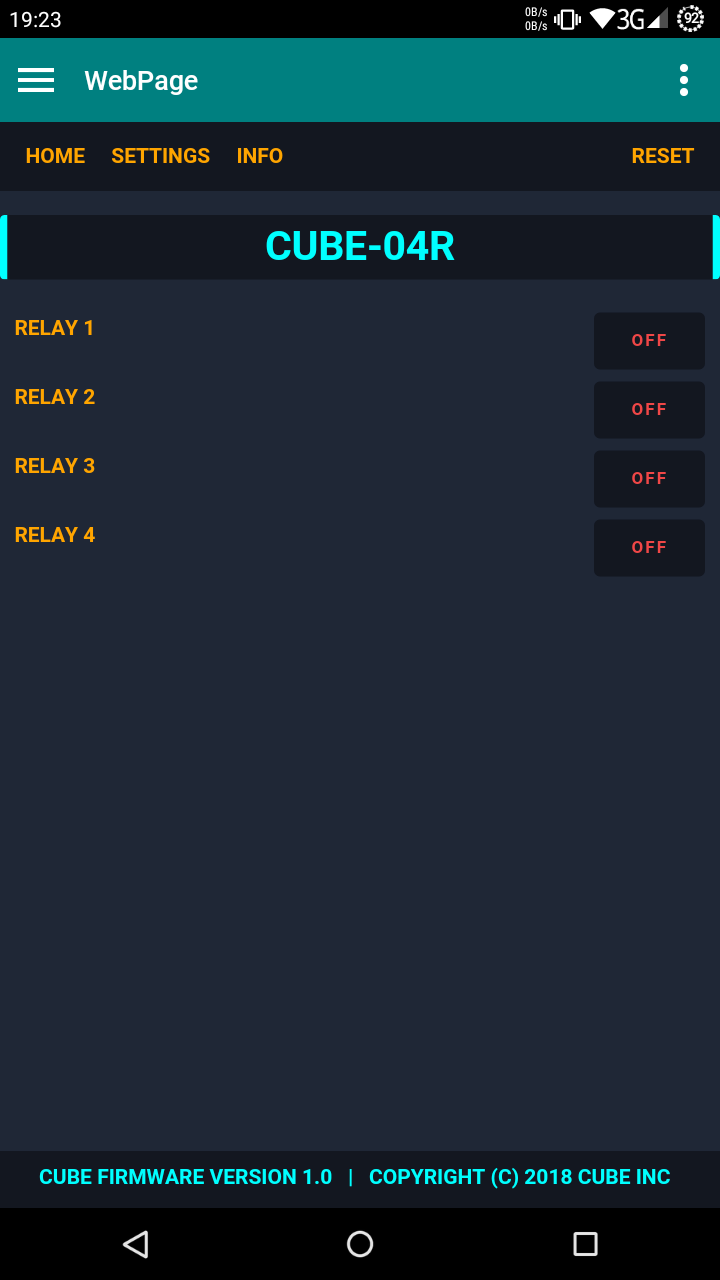 19:23 0B/s 3G 92
0B/s
WebPage
HOME SETTINGS INFO RESET
CUBE-04R
RELAY 1 OFF
RELAY 2 OFF
RELAY 3 OFF
RELAY 4 OFF
CUBE FIRMWARE VERSION 1.0 | COPYRIGHT (C) 2018 CUBE INC